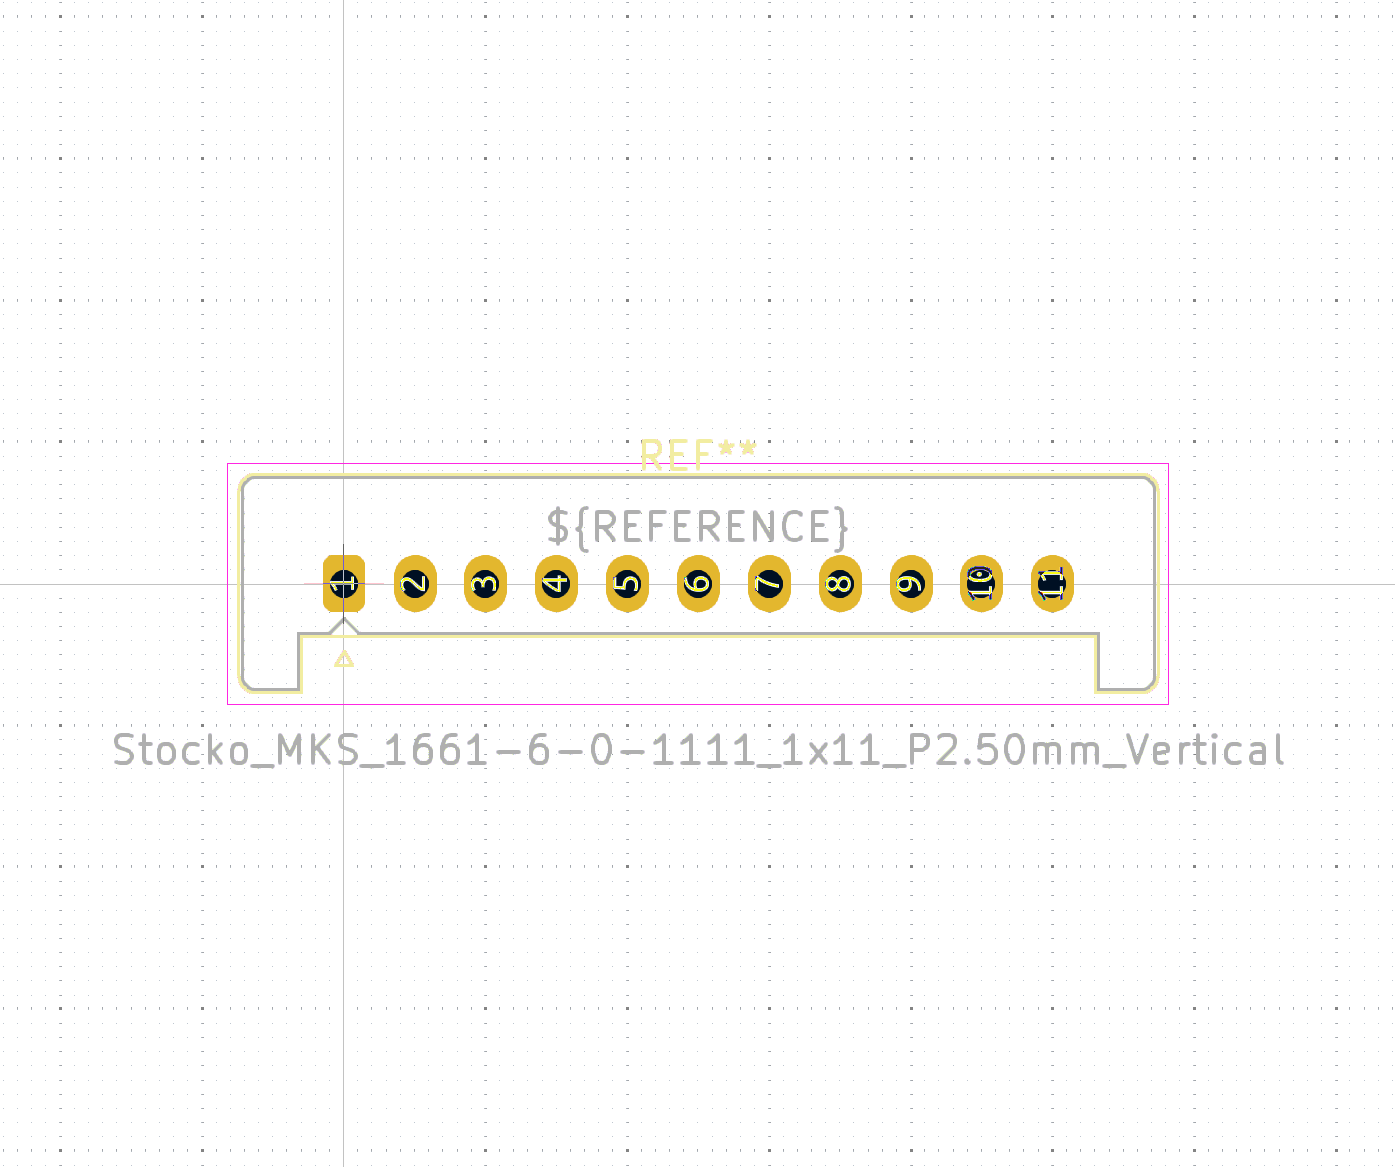 REF**
${REFERENCE}
1 2 3 4 5 6 7 8 9 10 11
Stocko_MKS_1661-6-0-1111_1x11_P2.50mm_Vertical